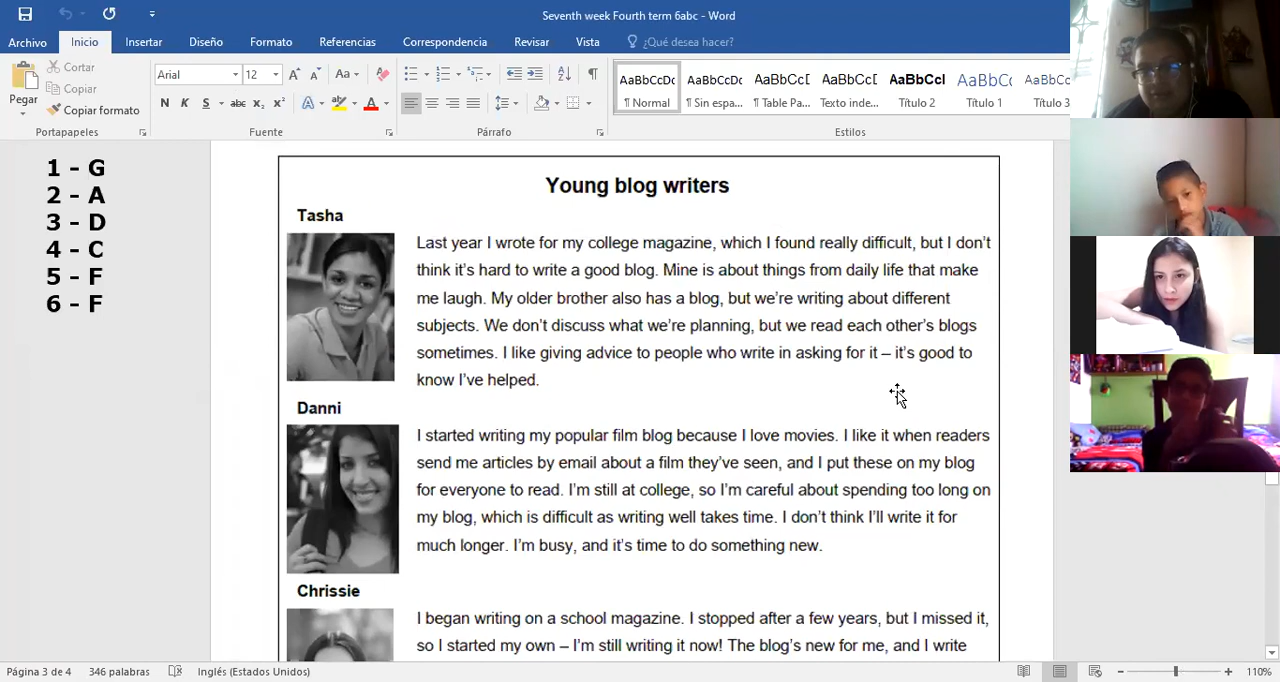 Seventh week Fourth term 6abc - Word
Archivo Inicio Insertar Diseño Formato Referencias Correspondencia Revisar Vista ¿Qué desea hacer?
Pegar
Cortar
Copiar
Copiar formato
Portapapeles
Arial 12
Fuente
Párrafo
AaBbCcDc AaBbCcDc AaBbCcD AaBbCcD AaBbCcI AaBbC AaBbCcD
¶ Normal ¶ Sin espa... ¶ Table Pa... Texto inde... Título 2 Título 1 Título 3
Estilos
1 - G
2 - A
3 - D
4 - C
5 - F
6 - F
Young blog writers
Tasha
Last year I wrote for my college magazine, which I found really difficult, but I don’t
think it’s hard to write a good blog. Mine is about things from daily life that make
me laugh. My older brother also has a blog, but we’re writing about different
subjects. We don’t discuss what we’re planning, but we read each other’s blogs
sometimes. I like giving advice to people who write in asking for it – it’s good to
know I’ve helped.
Danni
I started writing my popular film blog because I love movies. I like it when readers
send me articles by email about a film they’ve seen, and I put these on my blog
for everyone to read. I’m still at college, so I’m careful about spending too long on
my blog, which is difficult as writing well takes time. I don’t think I’ll write it for
much longer. I’m busy, and it’s time to do something new.
Chrissie
I began writing on a school magazine. I stopped after a few years, but I missed it,
so I started my own – I’m still writing it now! The blog’s new for me, and I write
Página 3 de 4 346 palabras Inglés (Estados Unidos) 110%